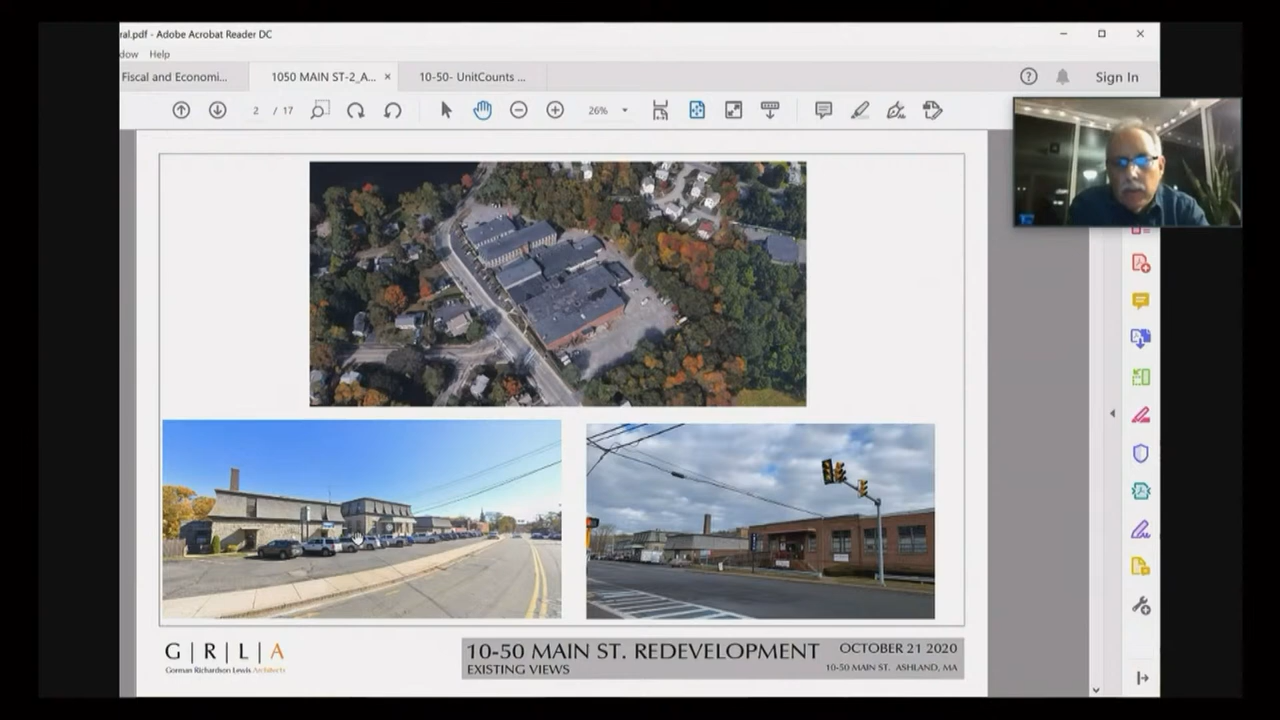 ral.pdf - Adobe Acrobat Reader DC
dow Help
Fiscal and Economi...
1050 MAIN ST-2_A... ×
10-50- UnitCounts ...
Sign In
2 / 17
26%
10-50 MAIN ST. REDEVELOPMENT
OCTOBER 21 2020
EXISTING VIEWS
10-50 MAIN ST. ASHLAND, MA
G|R|L|A
Gorman Richardson Lewis Architects